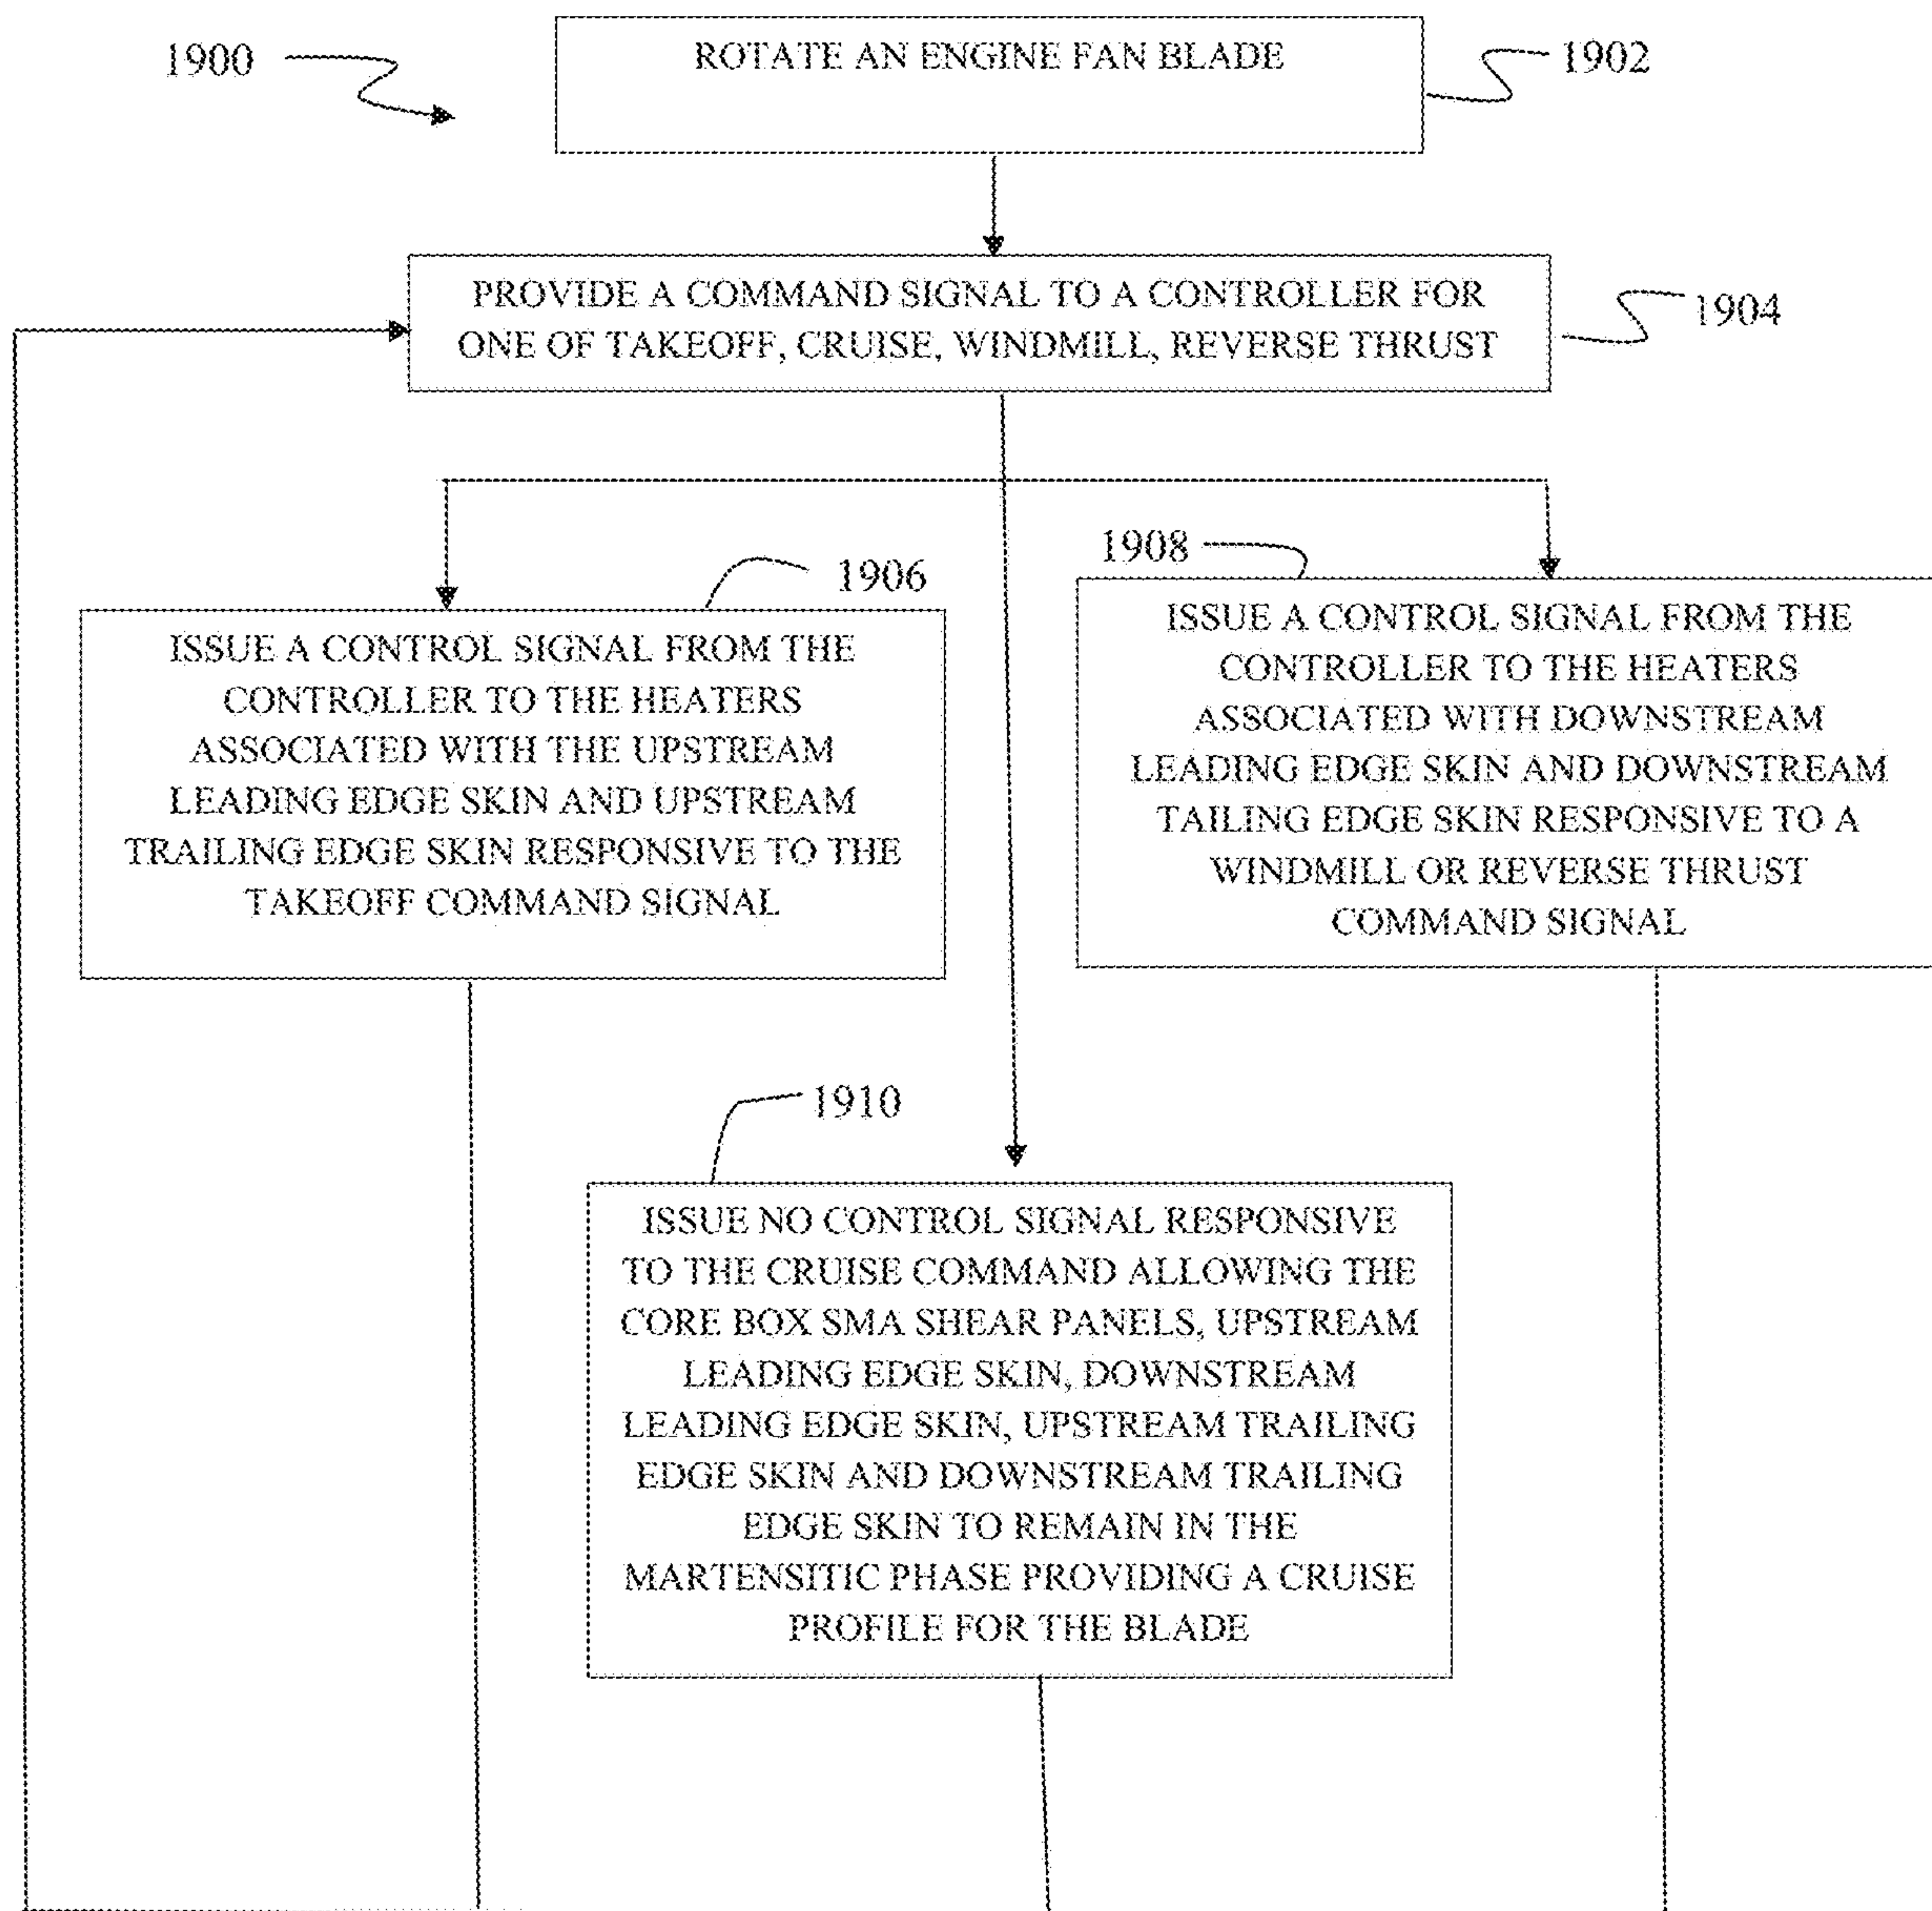 1900
ROTATE AN ENGINE FAN BLADE
1902
PROVIDE A COMMAND SIGNAL TO A CONTROLLER FOR
ONE OF TAKEOFF, CRUISE, WINDMILL, REVERSE THRUST
1904
1906
ISSUE A CONTROL SIGNAL FROM THE
CONTROLLER TO THE HEATERS
ASSOCIATED WITH THE UPSTREAM
LEADING EDGE SKIN AND UPSTREAM
TRAILING EDGE SKIN RESPONSIVE TO THE
TAKEOFF COMMAND SIGNAL
1908
ISSUE A CONTROL SIGNAL FROM THE
CONTROLLER TO THE HEATERS
ASSOCIATED WITH DOWNSTREAM
LEADING EDGE SKIN AND DOWNSTREAM
TAILING EDGE SKIN RESPONSIVE TO A
WINDMILL OR REVERSE THRUST
COMMAND SIGNAL
1910
ISSUE NO CONTROL SIGNAL RESPONSIVE
TO THE CRUISE COMMAND ALLOWING THE
CORE BOX SMA SHEAR PANELS, UPSTREAM
LEADING EDGE SKIN, DOWNSTREAM
LEADING EDGE SKIN, UPSTREAM TRAILING
EDGE SKIN AND DOWNSTREAM TRAILING
EDGE SKIN TO REMAIN IN THE
MARTENSITIC PHASE PROVIDING A CRUISE
PROFILE FOR THE BLADE